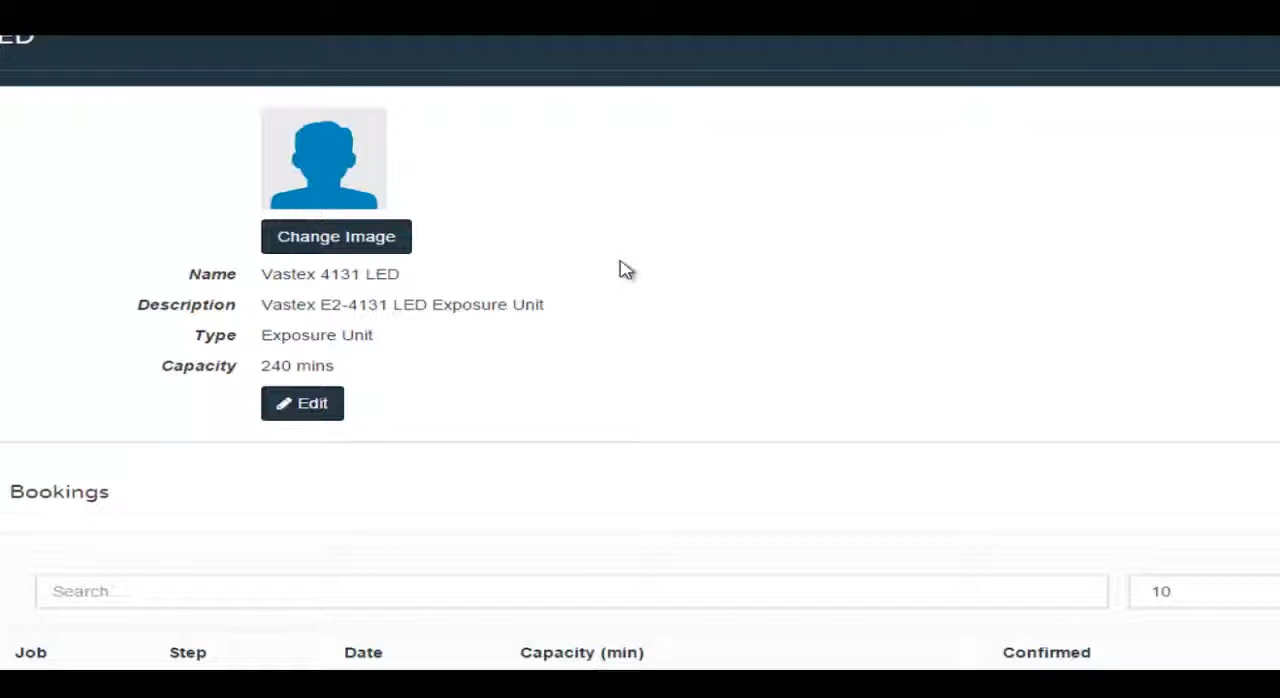 ED
Change Image
Name Vastex 4131 LED
Description Vastex E2-4131 LED Exposure Unit
Type Exposure Unit
Capacity 240 mins
Edit
Bookings
Search... 10
Job Step Date Capacity (min) Confirmed